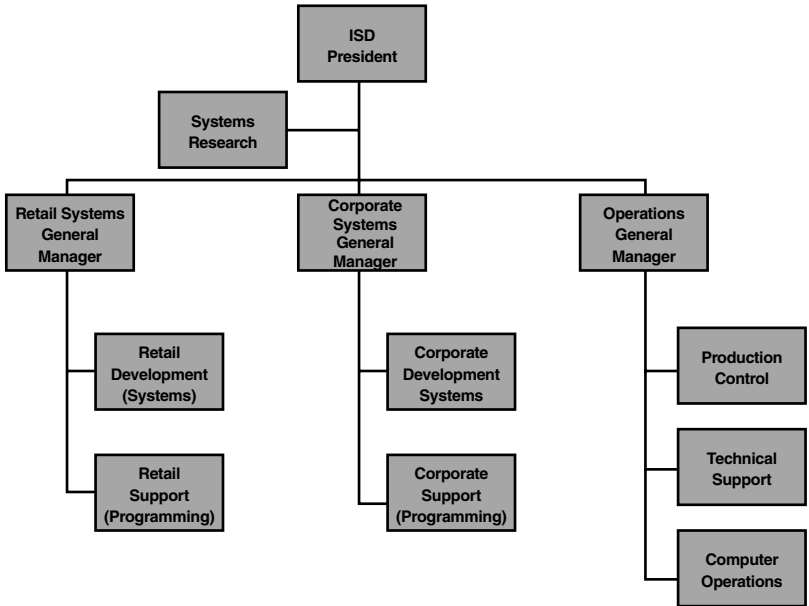 ISD
President
Systems
Research
Retail Systems
General
Manager
Corporate
Systems
General
Manager
Operations
General
Manager
Retail
Development
(Systems)
Corporate
Development
Systems
Production
Control
Retail
Support
(Programming)
Corporate
Support
(Programming)
Technical
Support
Computer
Operations